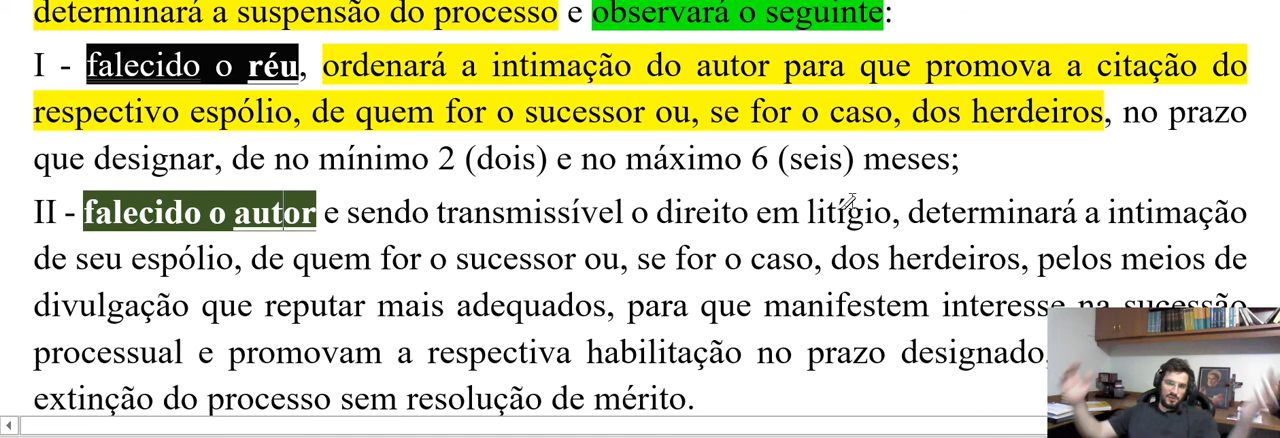 determinará a suspensão do processo e observará o seguinte:
I - falecido o réu, ordenará a intimação do autor para que promova a citação do
respectivo espólio, de quem for o sucessor ou, se for o caso, dos herdeiros, no prazo
que designar, de no mínimo 2 (dois) e no máximo 6 (seis) meses;
II - falecido o autor e sendo transmissível o direito em litígio, determinará a intimação
de seu espólio, de quem for o sucessor ou, se for o caso, dos herdeiros, pelos meios de
divulgação que reputar mais adequados, para que manifestem interesse na sucessão
processual e promovam a respectiva habilitação no prazo designado,
extinção do processo sem resolução de mérito.